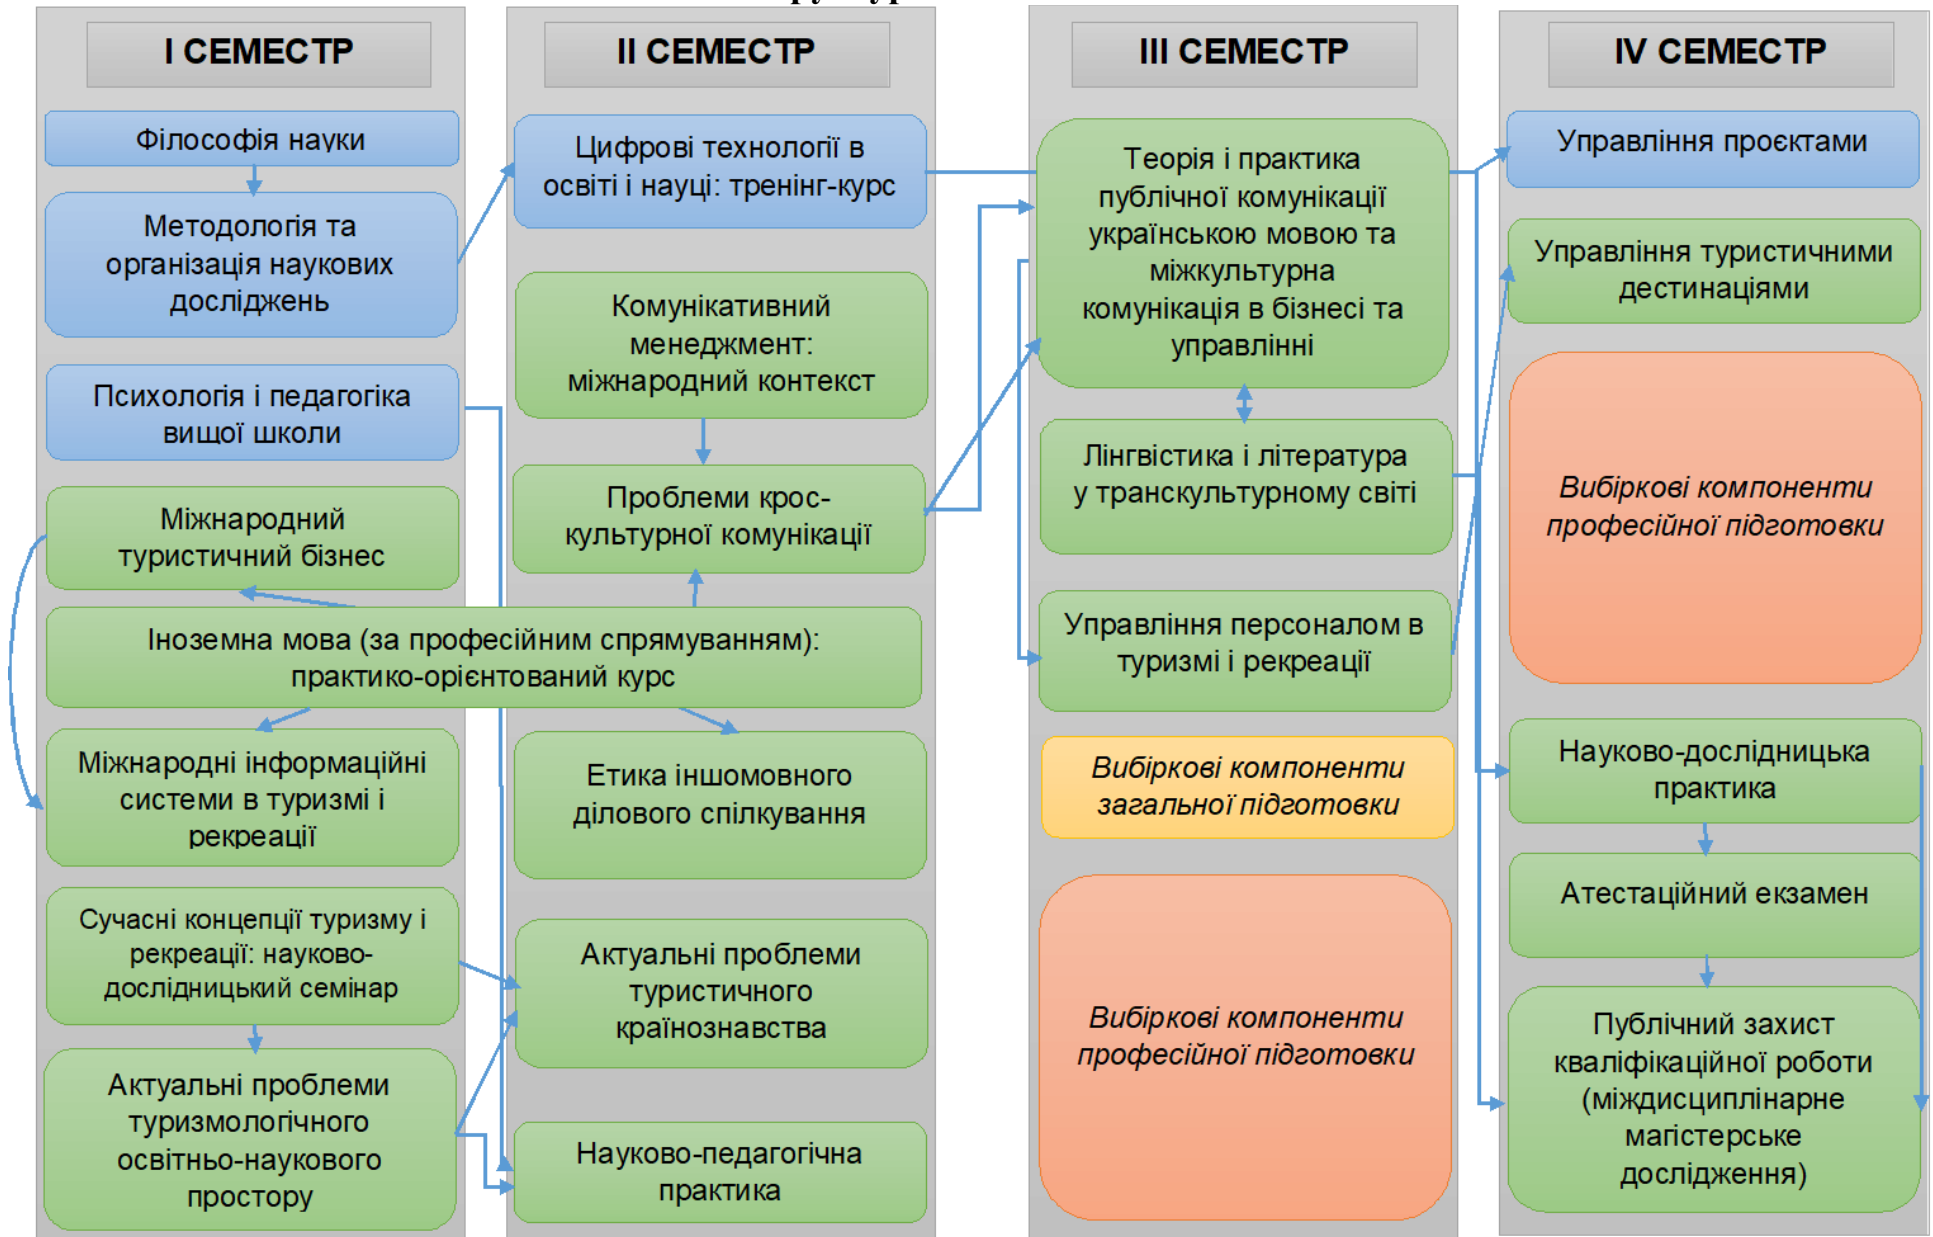 I СЕМЕСТР
Філософія науки
Методологія та
організація наукових
досліджень
Психологія і педагогіка
вищої школи
Міжнародний
туристичний бізнес
Іноземна мова (за професійним спрямуванням):
практико-орієнтований курс
Міжнародні інформаційні
системи в туризмі і
рекреації
Сучасні концепції туризму і
рекреації: науково-
дослідницький семінар
Актуальні проблеми
туризмологічного
освітньо-наукового
простору
II СЕМЕСТР
Цифрові технології в
освіті і науці: тренінг-курс
Комунікативний
менеджмент:
міжнародний контекст
Проблеми крос-
культурної комунікації
Етика іншомовного
ділового спілкування
Актуальні проблеми
туристичного
країнознавства
Науково-педагогічна
практика
III СЕМЕСТР
Теорія і практика
публічної комунікації
українською мовою та
міжкультурна
комунікація в бізнесі та
управлінні
Лінгвістика і література
у транскультурному світі
Управління персоналом в
туризмі і рекреації
Вибіркові компоненти
загальної підготовки
Вибіркові компоненти
професійної підготовки
IV СЕМЕСТР
Управління проєктами
Управління туристичними
дестинаціями
Вибіркові компоненти
професійної підготовки
Науково-дослідницька
практика
Атестаційний екзамен
Публічний захист
кваліфікаційної роботи
(міждисциплінарне
магістерське
дослідження)